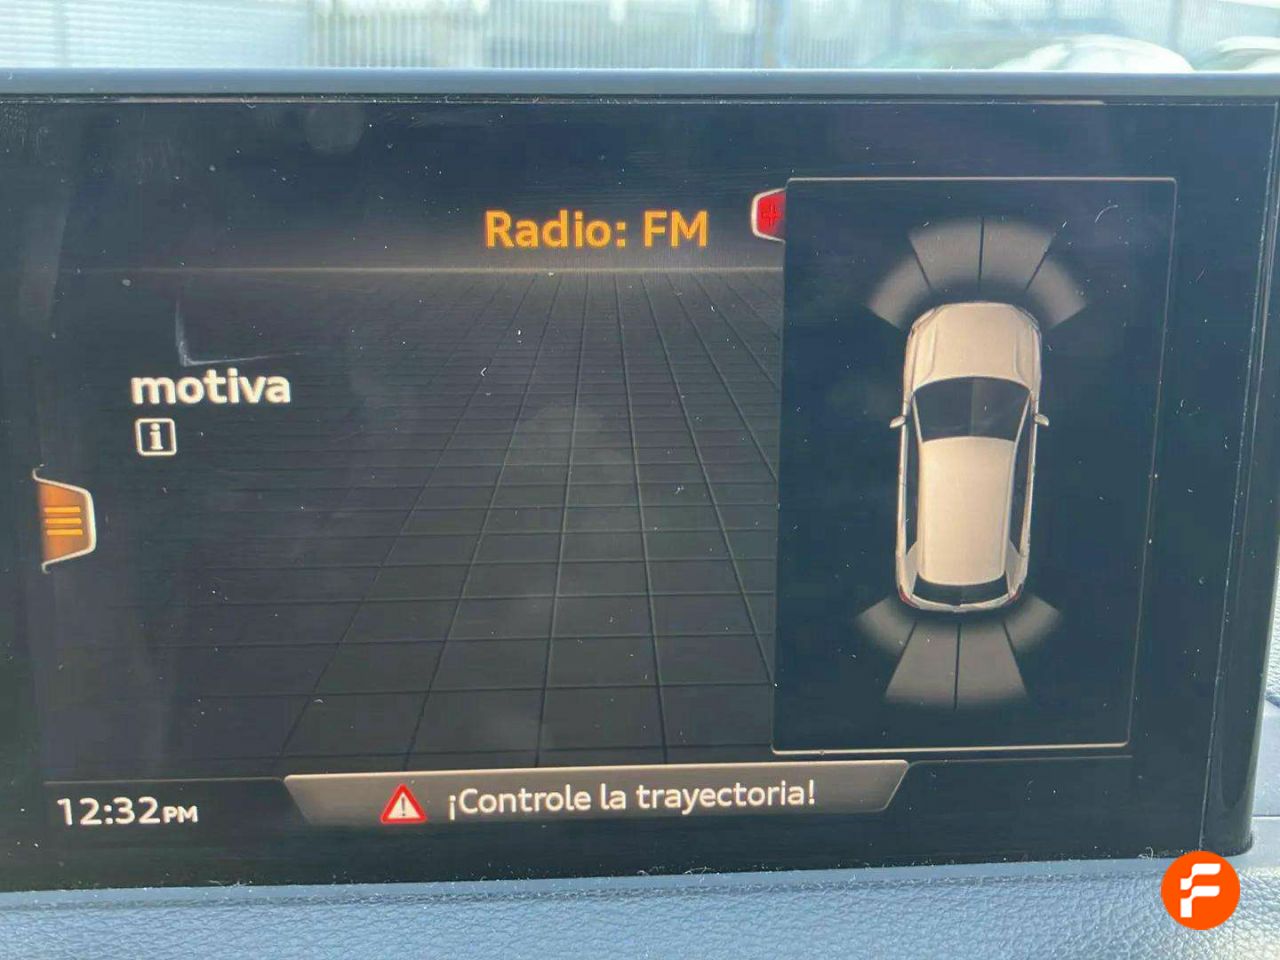 Radio: FM
motiva
12:32PM
¡Controle la trayectoria!